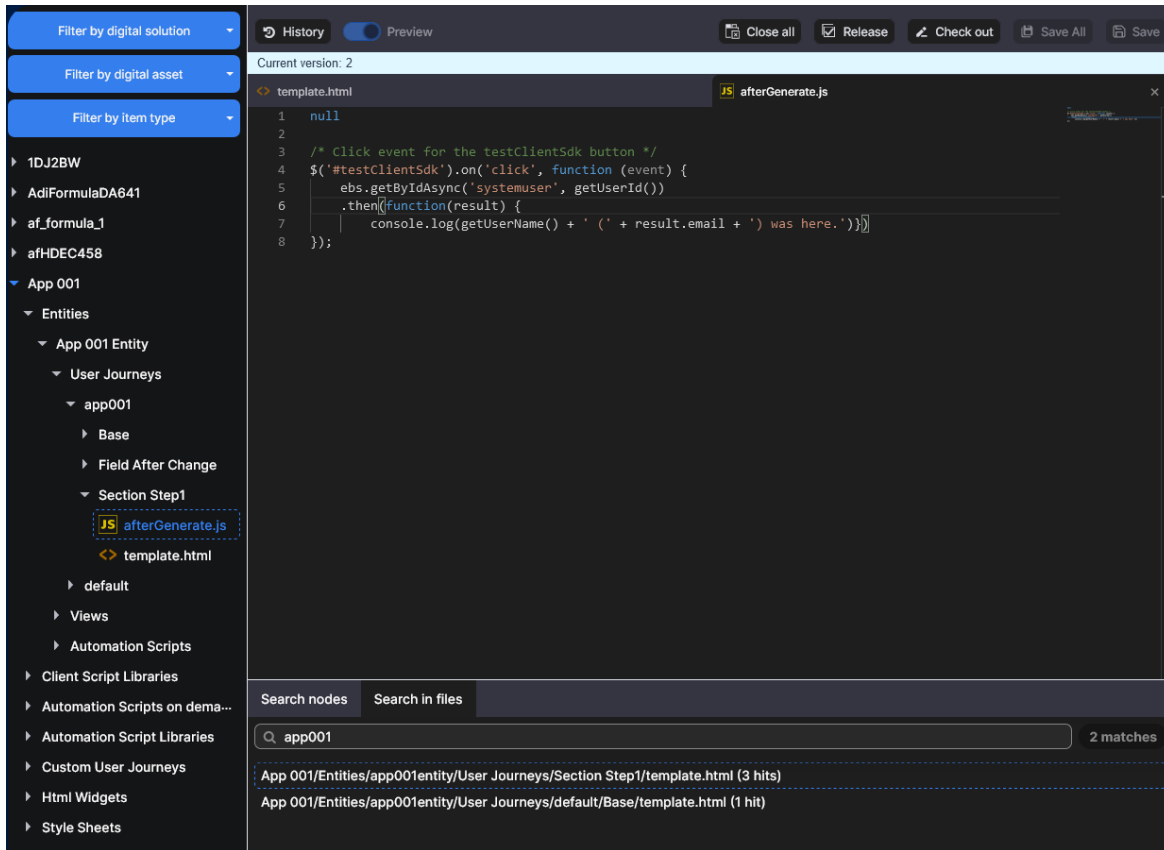 Filter by digital solution
Filter by digital asset
Filter by item type
1DJ2BW
AdiFormulaDA641
af_formula_1
afHDEC458
App 001
Entities
App 001 Entity
User Journeys
app001
Base
Field After Change
Section Step1
JS afterGenerate.js
<> template.html
default
Views
Automation Scripts
Client Script Libraries
Automation Scripts on dema...
Automation Script Libraries
Custom User Journeys
Html Widgets
Style Sheets
History Preview Close all Release Check out Save All Save
Current version: 2
<> template.html JS afterGenerate.js ×
1 null
2
3 /* Click event for the testClientSdk button */
4 $('#testClientSdk').on('click', function (event) {
5 ebs.getByIdAsync('systemuser', getUserId())
6 .then(function(result) {
7 console.log(getUserName() + ' (' + result.email + ') was here.')})
8 });
Search nodes Search in files
app001 2 matches
App 001/Entities/app001entity/User Journeys/Section Step1/template.html (3 hits)
App 001/Entities/app001entity/User Journeys/default/Base/template.html (1 hit)